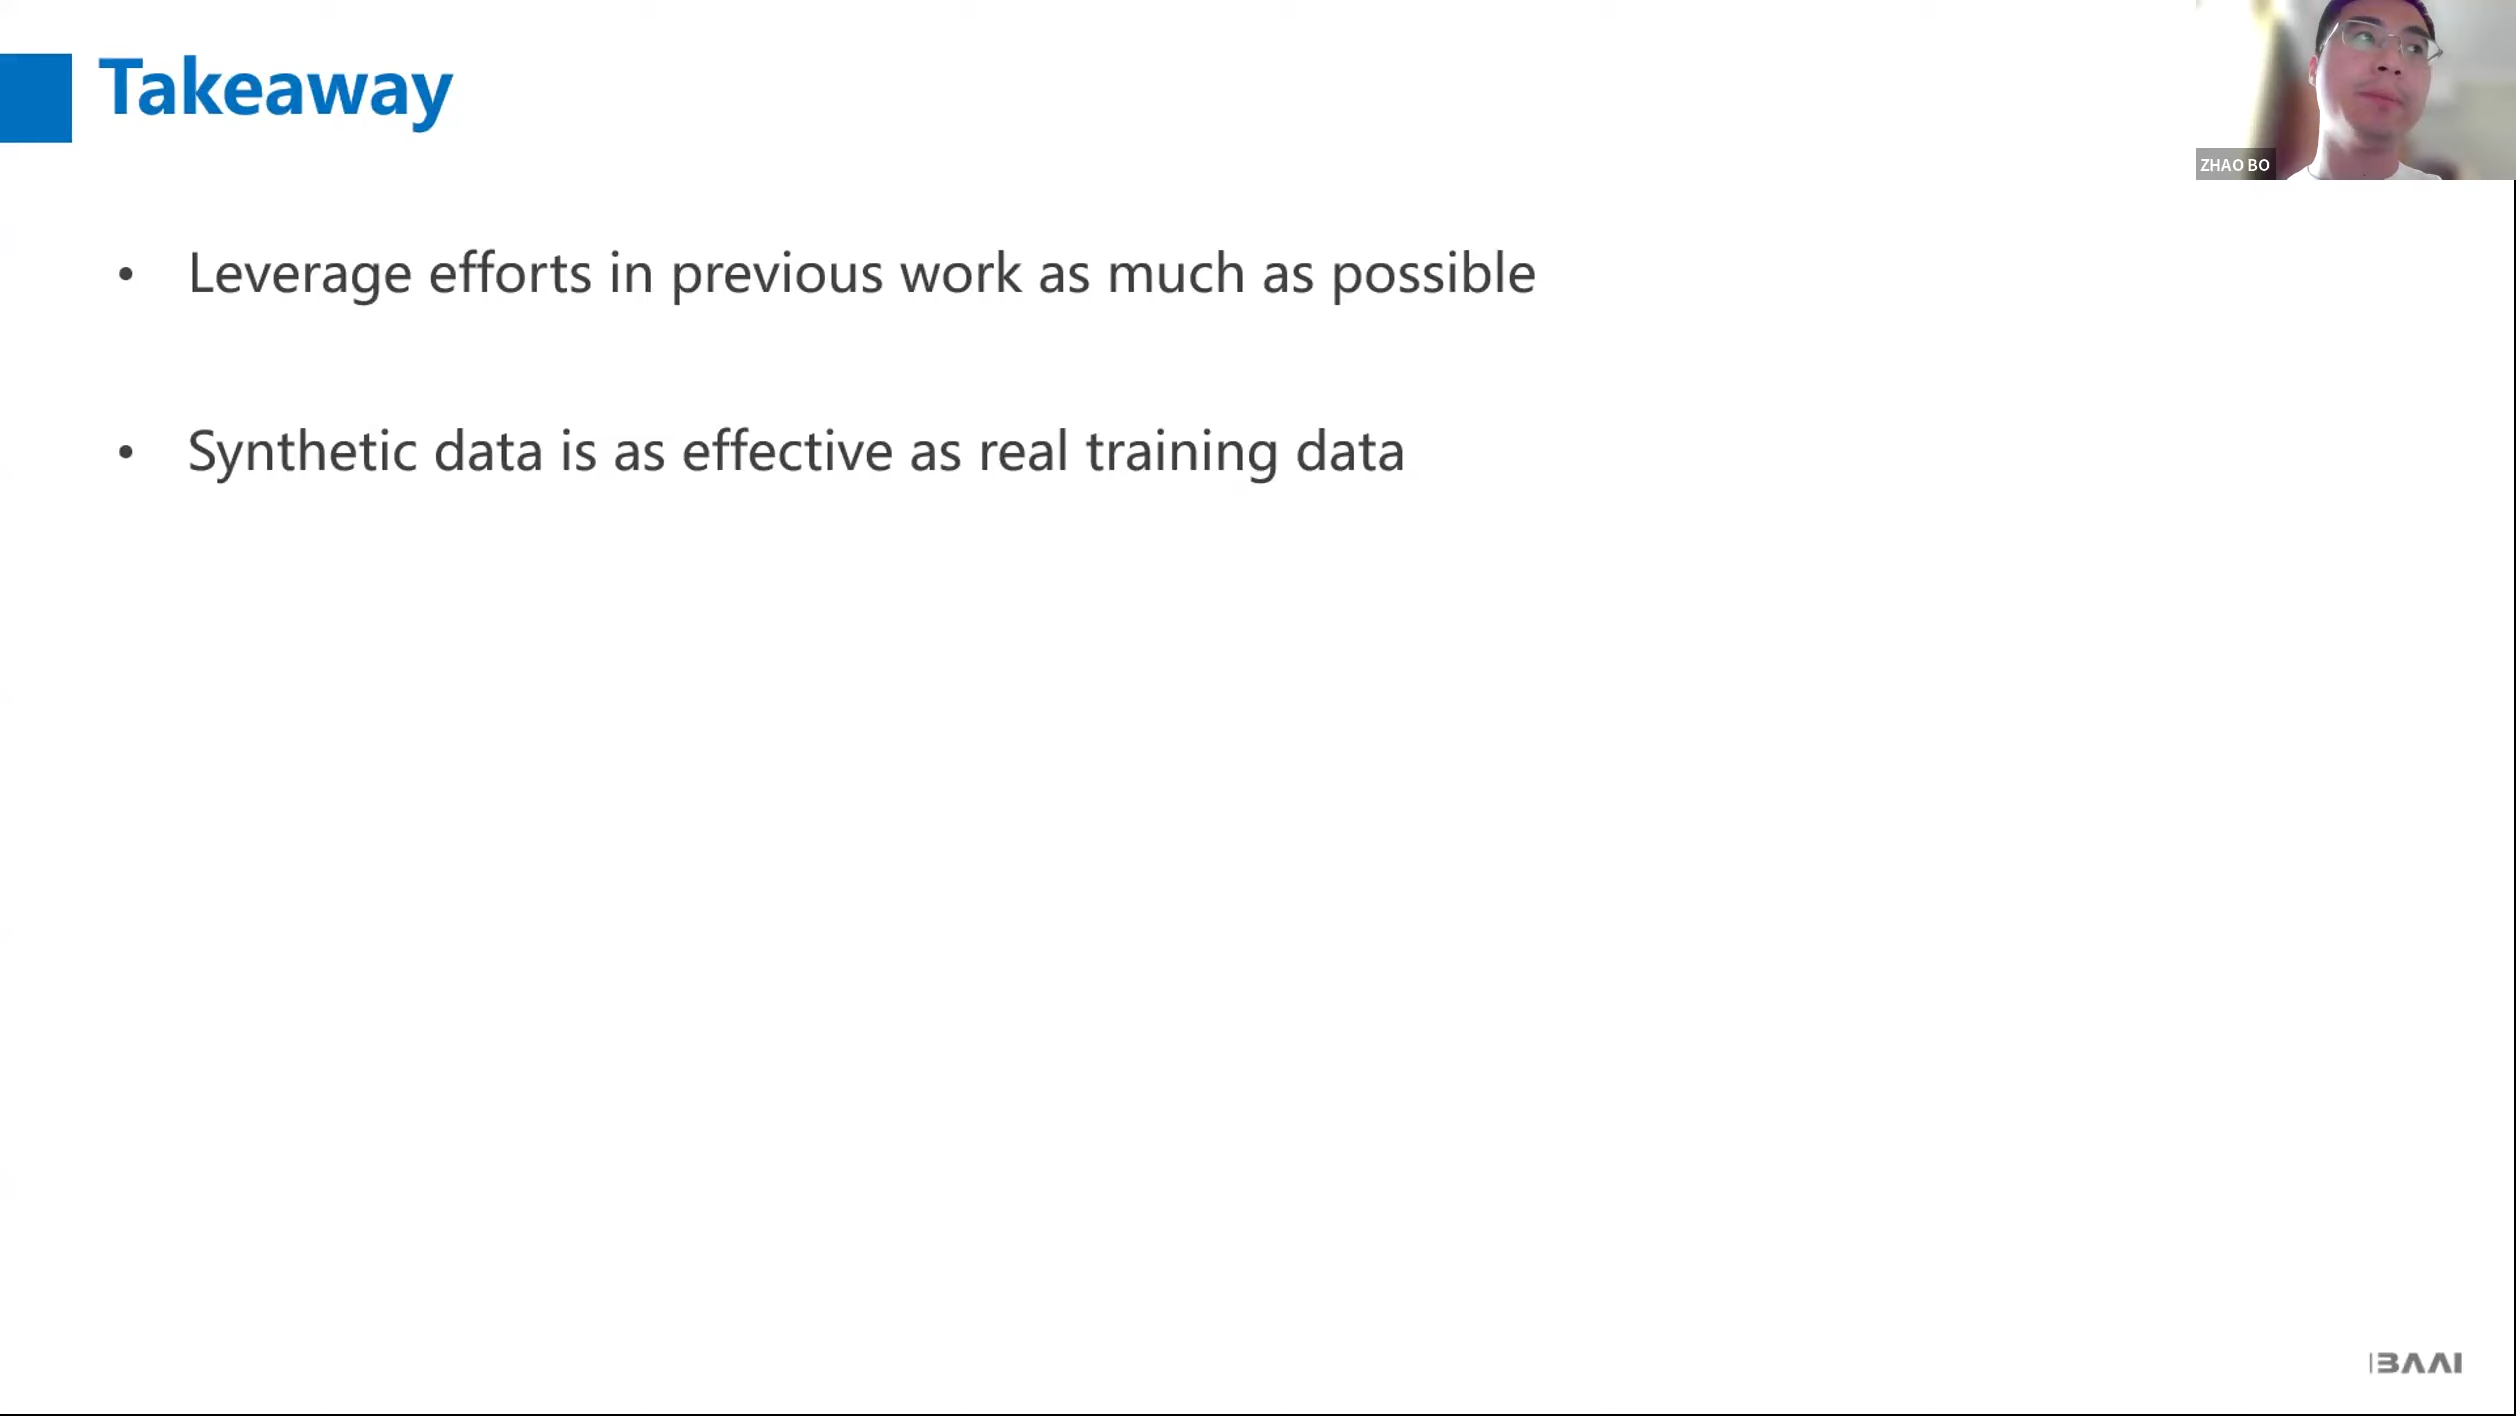 Takeaway
ZHAO BO
• Leverage efforts in previous work as much as possible
• Synthetic data is as effective as real training data
BAAI